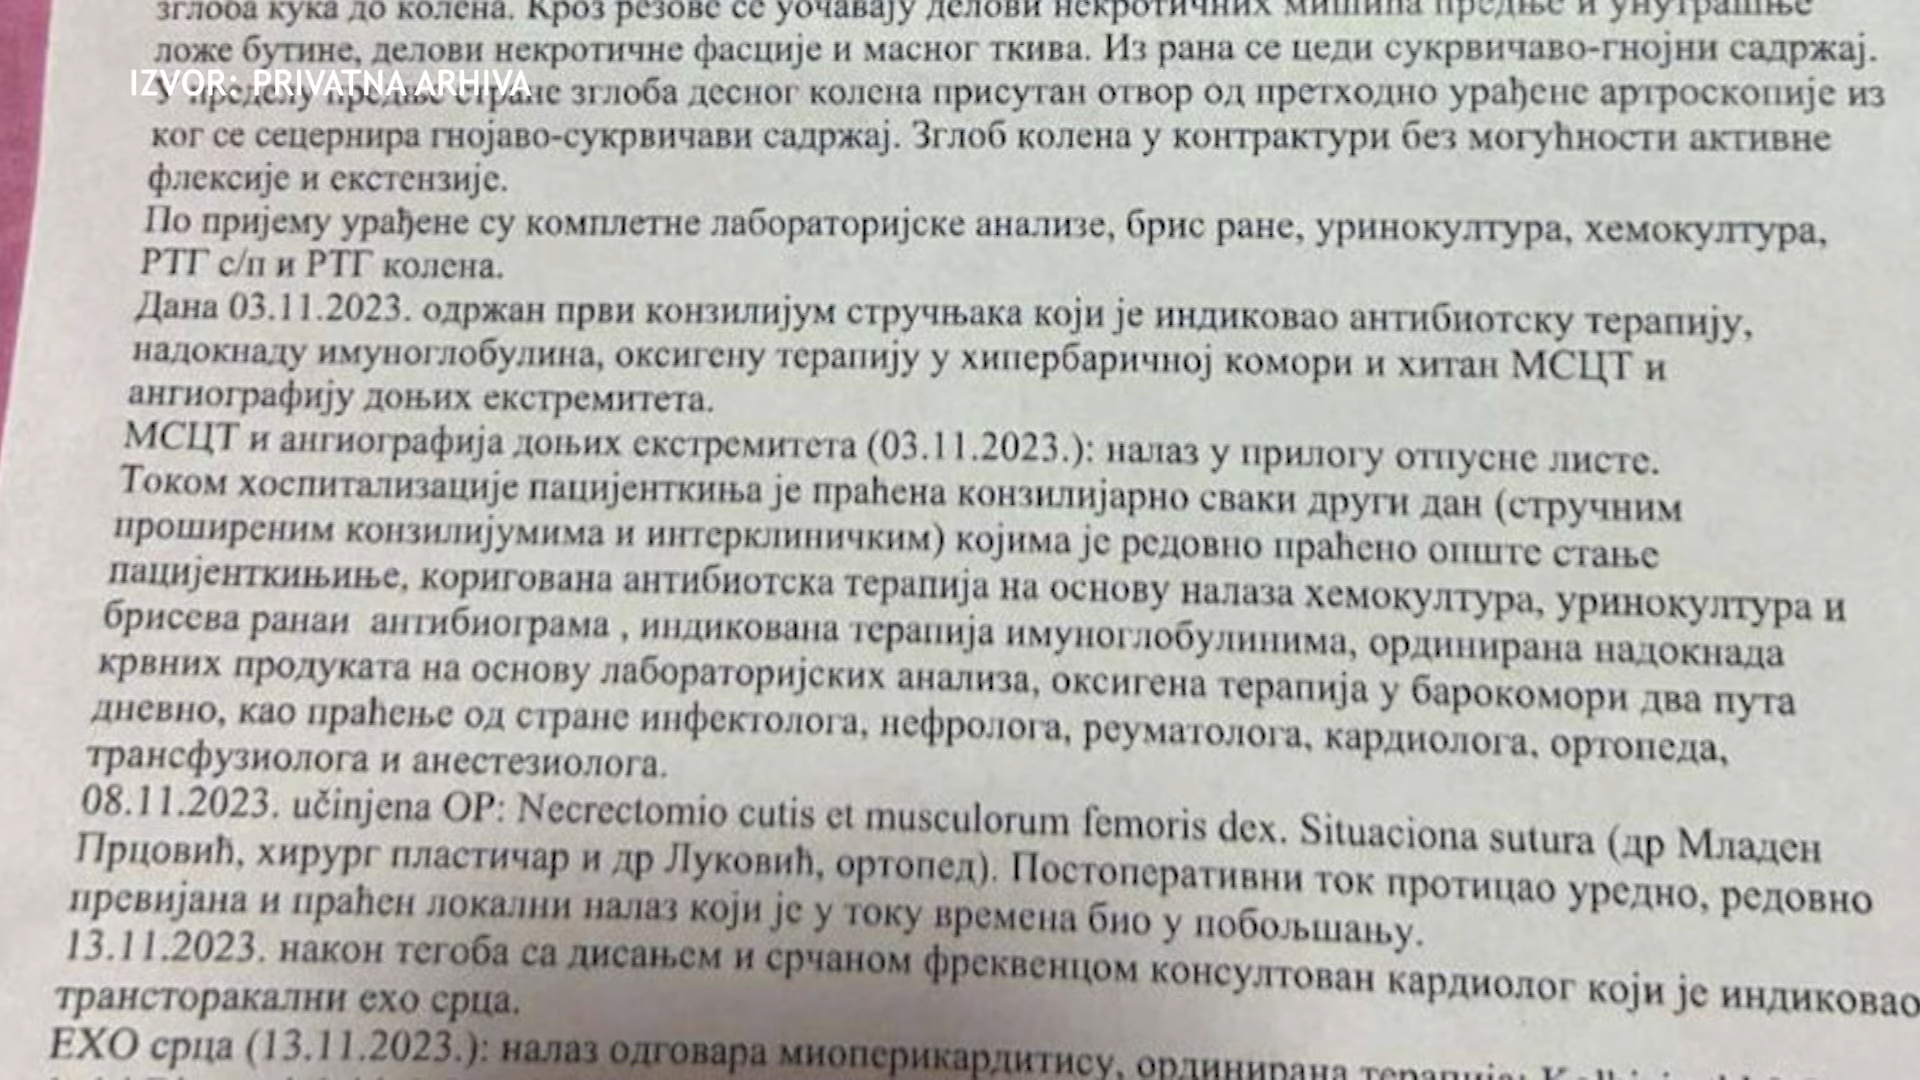 зглоба кука до колена. Кроз резове се уочавају делови некротичних мишића предње и унутрашње
ложе бутине, делови некротичне фасције и масног ткива. Из рана се цеди сукрвичаво-гнојни садржај.
IZVOR: PRIVATNA ARHIVA
У пределу предње стране зглоба десног колена присутан отвор од претходно урађене артроскопије из
ког се сецернира гнојаво-сукрвичави садржај. Зглоб колена у контрактури без могућности активне
флексије и екстензије.
По пријему урађене су комплетне лабораторијске анализе, брис ране, уринокултура, хемокултура,
РТГ с/п и РТГ колена.
Дана 03.11.2023. одржан први конзилијум стручњака који је индиковао антибиотску терапију,
надокнаду имуноглобулина, оксигену терапију у хипербаричној комори и хитан МСЦТ и
ангиографију доњих екстремитета.
МСЦТ и ангиографија доњих екстремитета (03.11.2023.): налаз у прилогу отпусне листе.
Током хоспитализације пацијенткиња је праћена конзилијарно сваки други дан (стручним
проширеним конзилијумима и интерклиничким) којима је редовно праћено опште стање
пацијенткињиње, коригована антибиотска терапија на основу налаза хемокултура, уринокултура и
брисева ранаи антибиограма , индикована терапија имуноглобулинима, ординирана надокнада
крвних продуката на основу лабораторијских анализа, оксигена терапија у барокомори два пута
дневно, као праћење од стране инфектолога, нефролога, реуматолога, кардиолога, ортопеда,
трансфузиолога и анестезиолога.
08.11.2023. učinjena OP: Necrectomio cutis et musculorum femoris dex. Situaciona sutura (др Младен
Прцовић, хирург пластичар и др Луковић, ортопед). Постоперативни ток протицао уредно, редовно
превијана и праћен локални налаз који је у току времена био у побољшању.
13.11.2023. након тегоба са дисањем и срчаном фреквенцом консултован кардиолог који је индиковао
трансторакални ехо срца.
ЕХО срца (13.11.2023.): налаз одговара миоперикардитису, ординирана терапија: